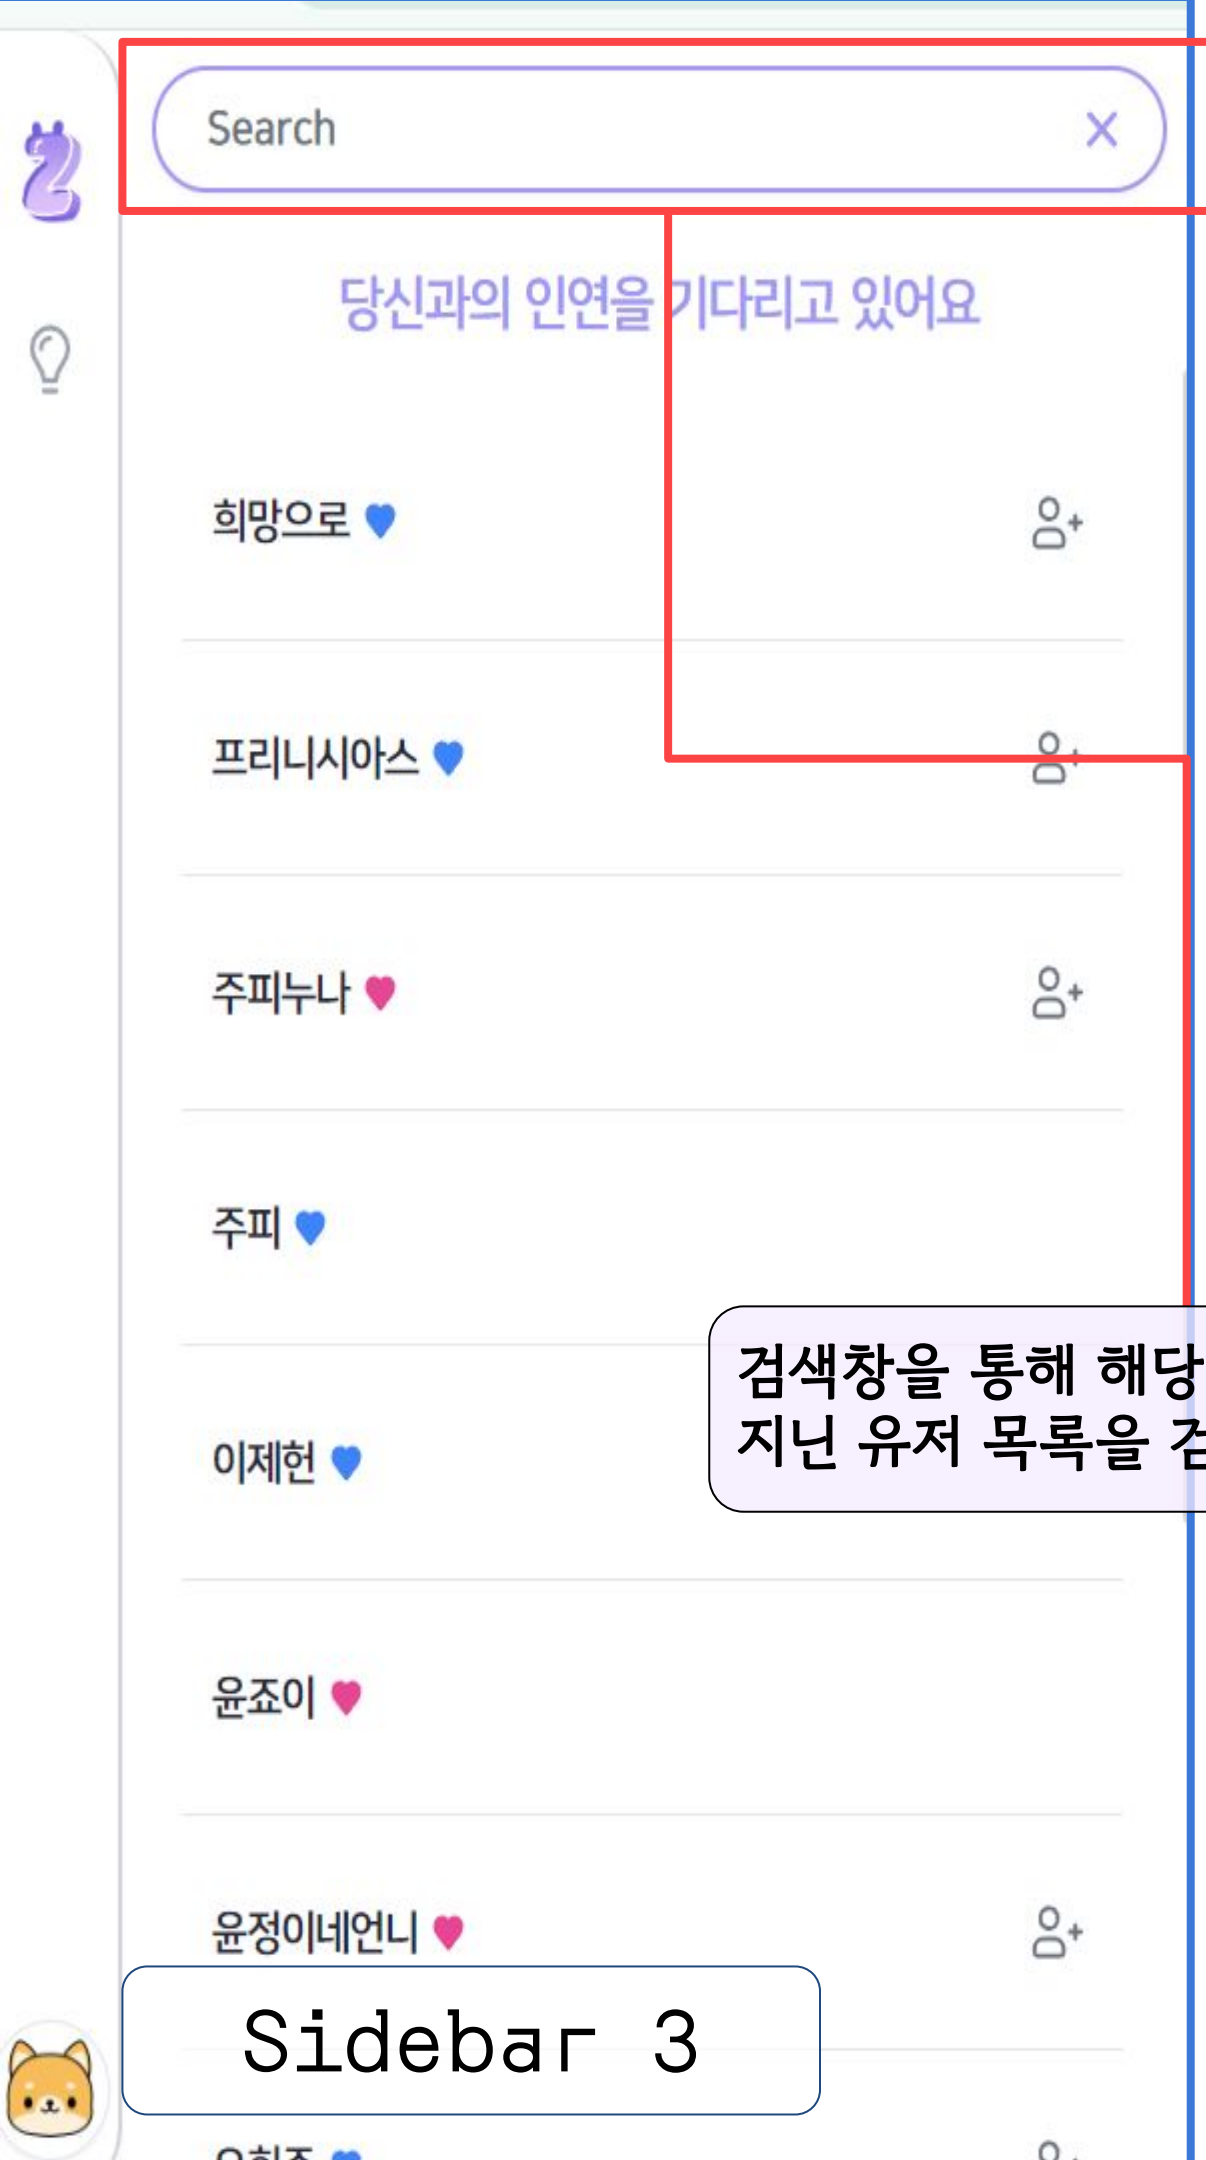 Search
당신과의 인연을 기다리고 있어요
희망으로
프리니시아스
주피누나
주피
검색창을 통해 해당
지닌 유저 목록을
이제헌
윤죠이
윤정이네언니
Sidebar 3